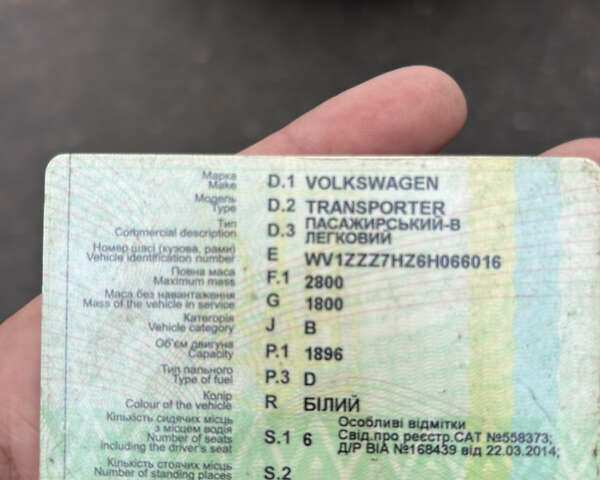 Марка
Make D.1 VOLKSWAGEN
Модель
Type D.2 TRANSPORTER
Тип
Commercial description D.3 ПАСАЖИРСЬКИЙ-В
ЛЕГКОВИЙ
Номер шасі (кузова, рами)
Vehicle identification number E WV1ZZZ7HZ6H066016
Повна маса
Maximum mass F.1 2800
Маса без навантаження
Mass of the vehicle in service G 1800
Категорія
Vehicle category J B
Об'єм двигуна
Capacity P.1 1896
Тип пального
Type of fuel P.3 D
Колір
Colour of the vehicle R БІЛИЙ
Кількість сидячих місць
з місцем водія
Number of seats
including the driver's seat S.1 6
Особливі відмітки
Свід.про реєстр.САТ №558373;
Д/Р ВІА №168439 від 22.03.2014;
Кількість стоячих місць
Number of standing places S.2